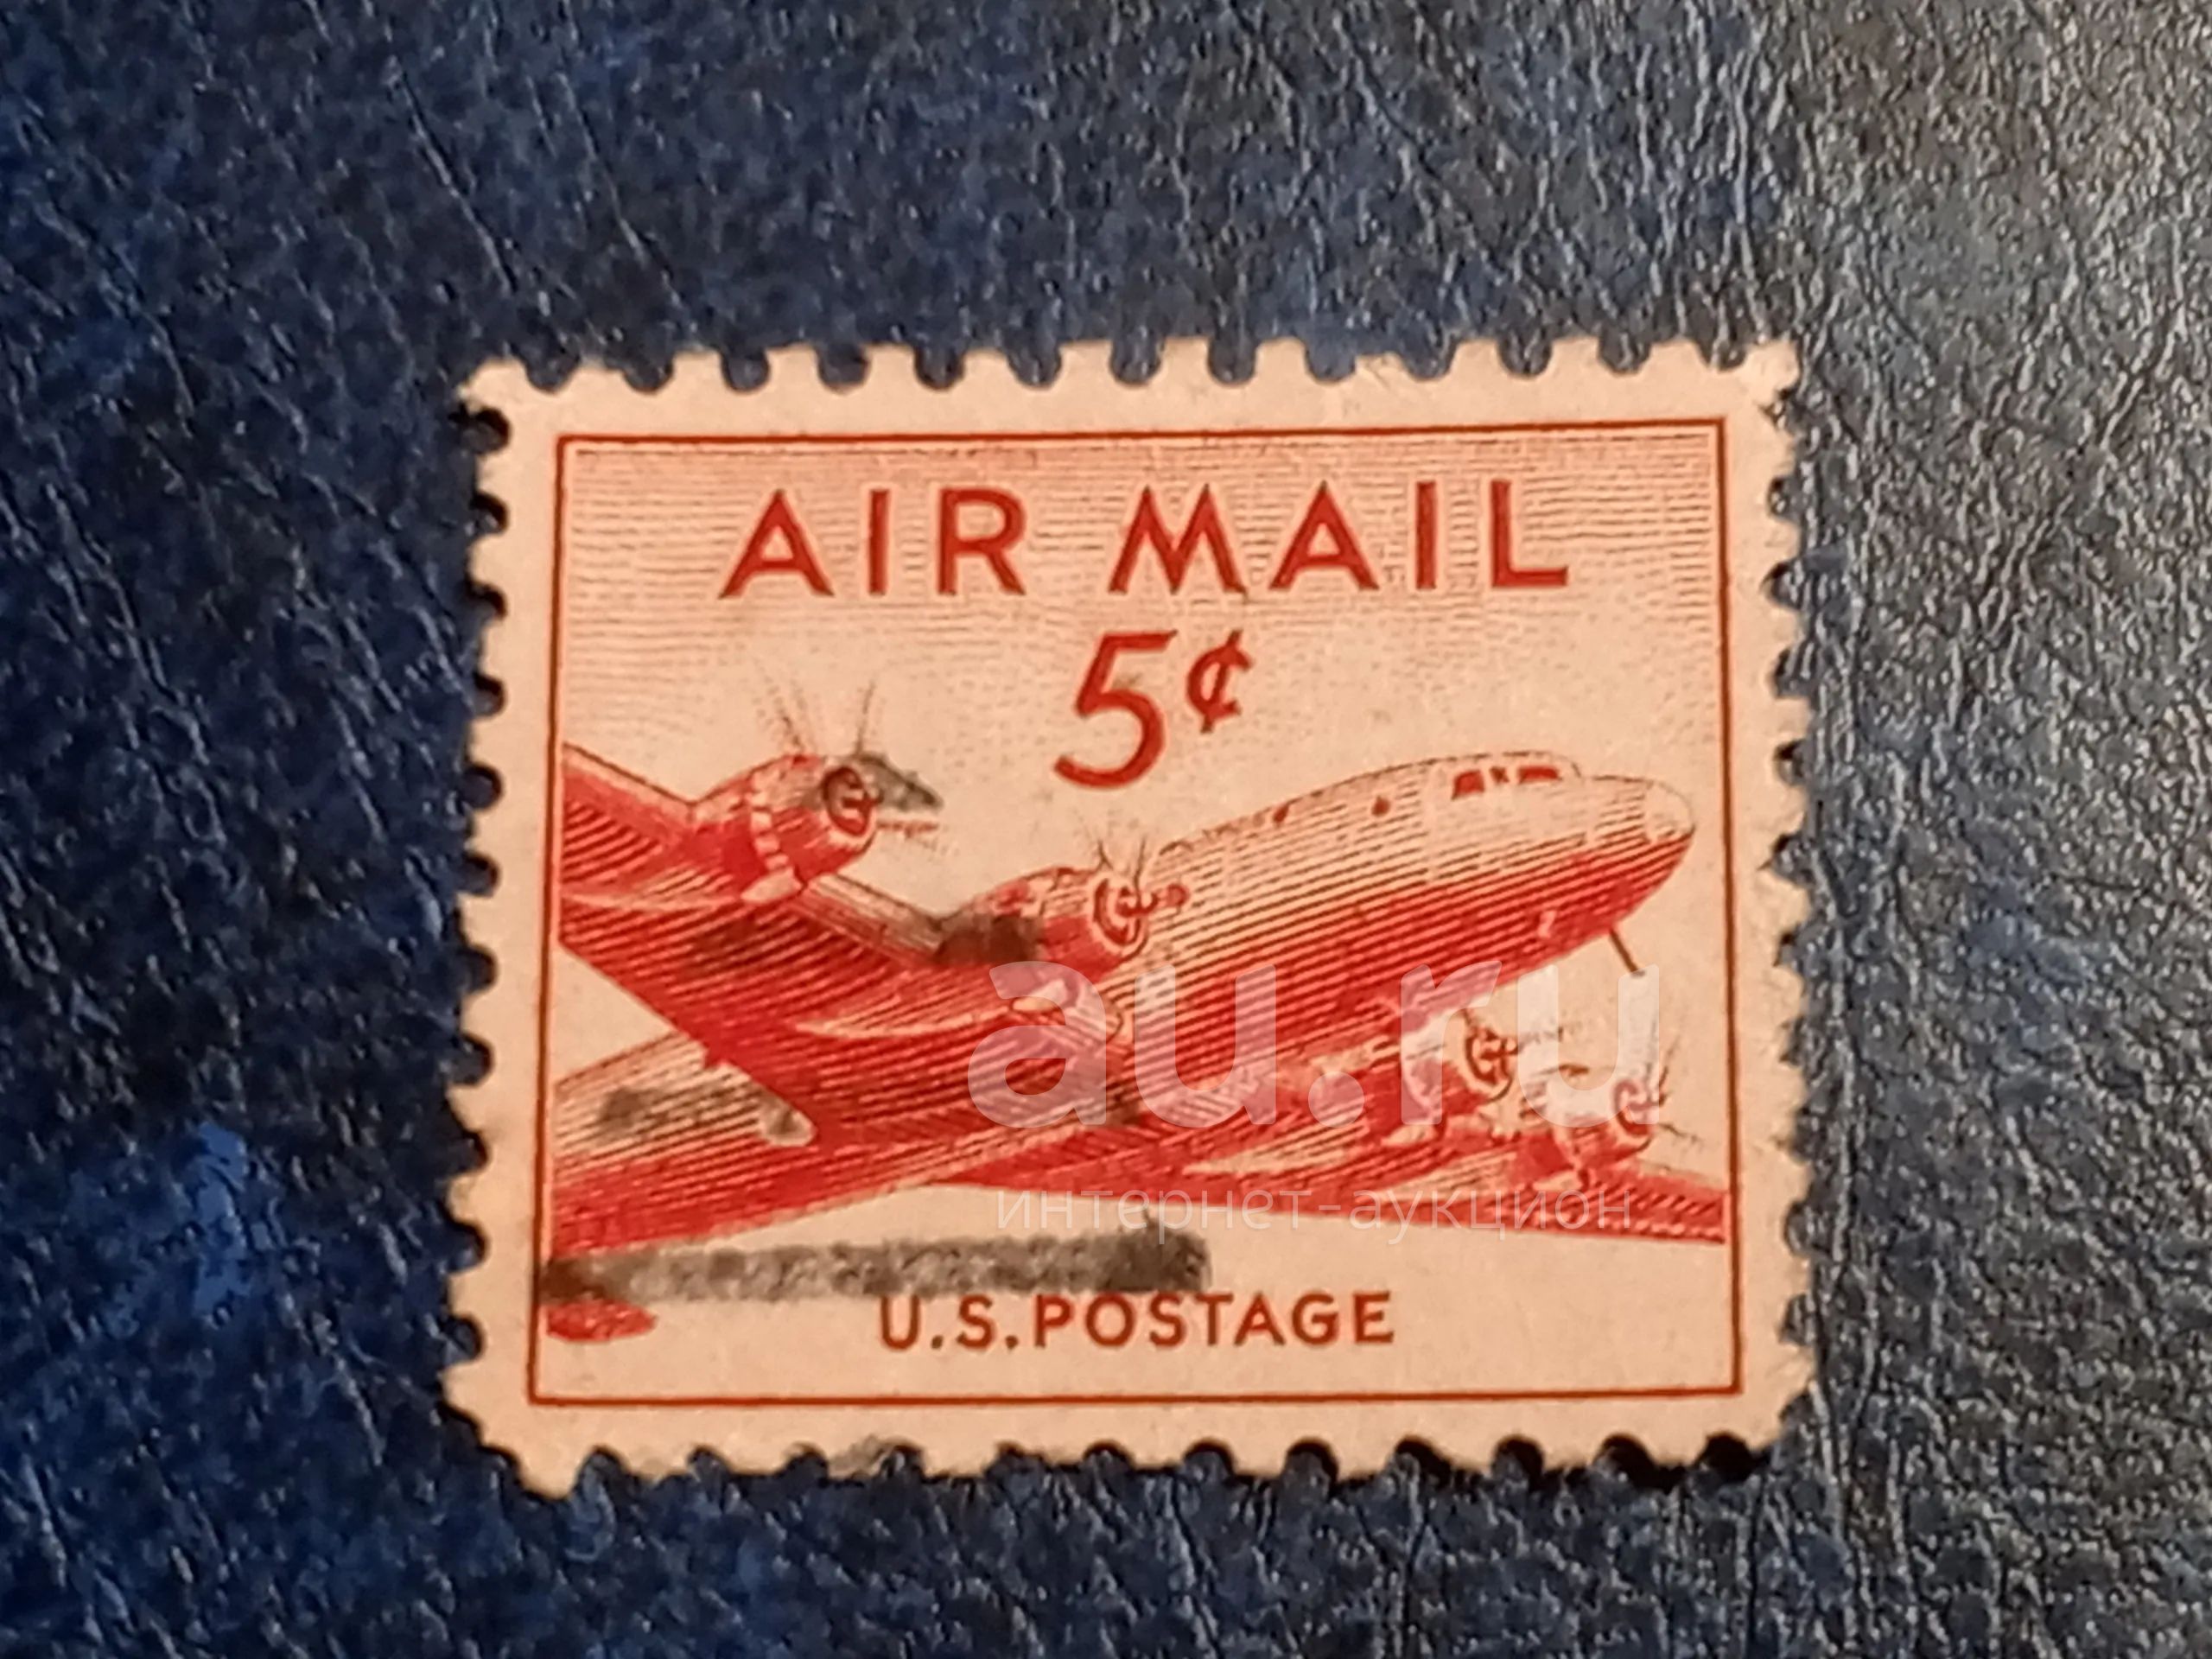 AIR MAIL
5¢
au.ru
интернет-аукцион
U.S. POSTAGE